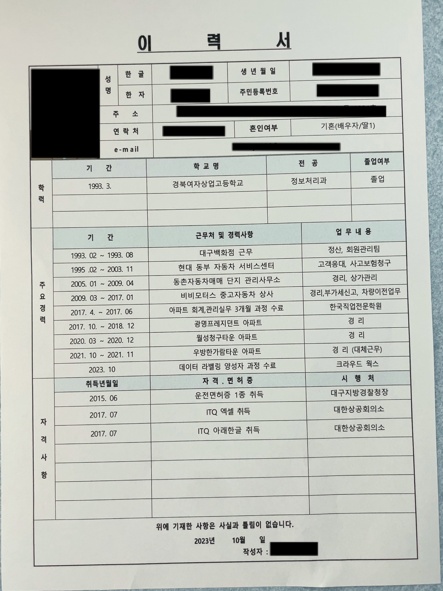 이 력 서
성명 한 글 생 년 월 일
한 자 주민등록번호
주 소
연 락 처 혼인여부 기혼(배우자/딸1)
e-mail
학력 기 간 학 교 명 전 공 졸업여부
1993. 3. 경북여자상업고등학교 정보처리과 졸업
주요경력 기 간 근무처 및 경력사항 업 무 내 용
1993. 02 ~ 1993. 08 대구백화점 근무 정산, 회원관리팀
1995 .02 ~ 2003. 11 현대 동부 자동차 서비스센터 고객응대, 사고보험청구
2005. 01 ~ 2009. 04 동촌자동차매매 단지 관리사무소 경리, 상가관리
2009. 03 ~ 2017. 01 비비모터스 중고자동차 상사 경리,부가세신고, 차량이전업무
2017. 4. ~ 2017. 06 아파트 회계,관리실무 3개월 과정 수료 한국직업전문학원
2017. 10. ~ 2018. 12 광명프레지던트 아파트 경 리
2020. 03 ~ 2020. 12 월성청구타운 아파트 경 리
2021. 10 ~ 2021. 11 우방한가람타운 아파트 경 리 (대체근무)
2023. 10 데이터 라벨링 양성자 과정 수료 크라우드 웍스
자격사항 취득년월일 자 격 . 면 허 증 시 행 처
2015. 06 운전면허증 1종 취득 대구지방경찰청장
2017. 07 ITQ 엑셀 취득 대한상공회의소
2017. 07 ITQ 아래한글 취득 대한상공회의소
위에 기재한 사항은 사실과 틀림이 없습니다.
2023년 10월 일
작성자 :